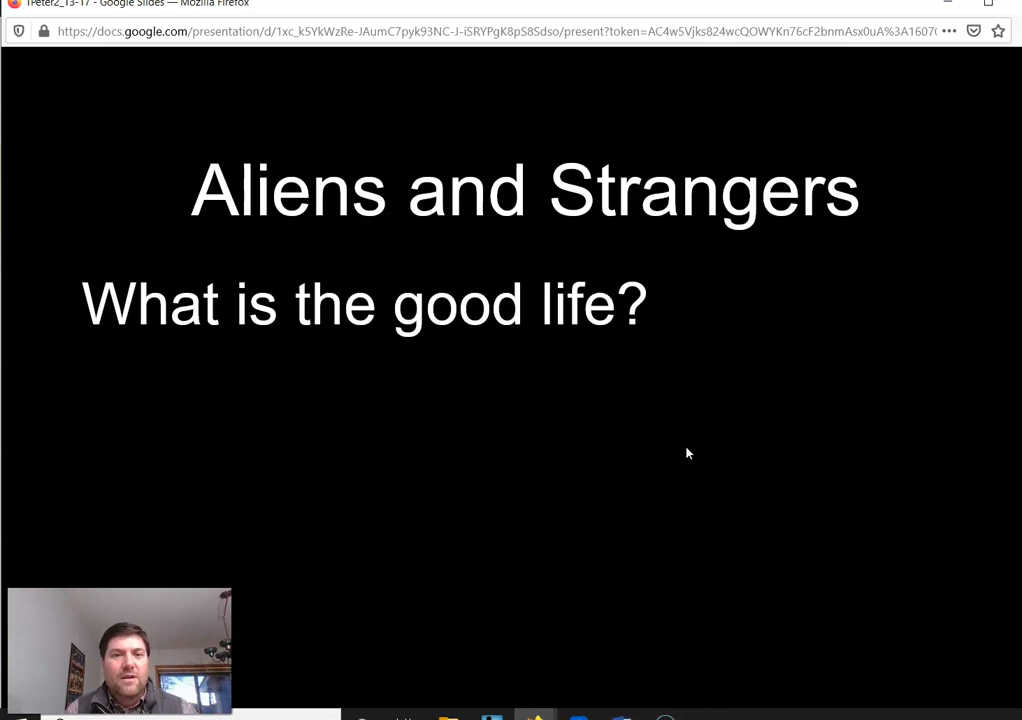 1Peter2_13-17 - Google Slides — Mozilla Firefox
https://docs.google.com/presentation/d/1xc_k5YkWzRe-JAumC7pyk93NC-J-iSRYPgK8pS8Sdso/present?token=AC4w5Vjks824wcQOWYKn76cF2bnmAsx0uA%3A16070
Aliens and Strangers
What is the good life?